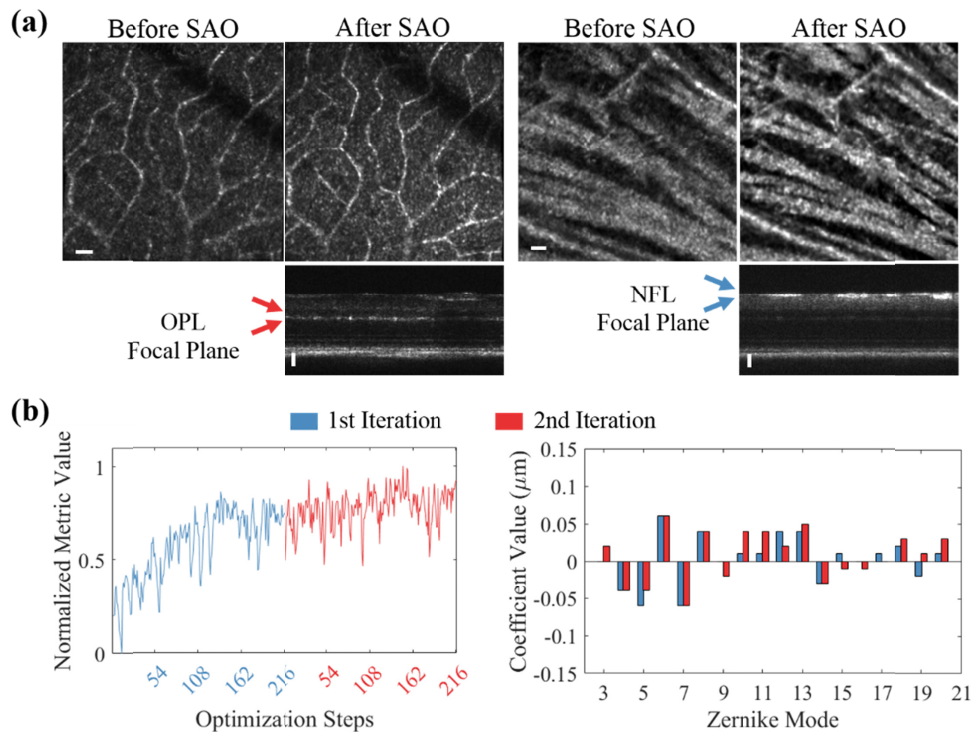 (a)
Before SAO After SAO Before SAO After SAO
OPL
Focal Plane
NFL
Focal Plane
(b)
1st Iteration 2nd Iteration
Normalized Metric Value
1
0.5
0
54 108 162 216 54 108 162 216
Optimization Steps
Coefficient Value (μm)
0.15
0.1
0.05
0
-0.05
-0.1
-0.15
3 5 7 9 11 13 15 17 19 21
Zernike Mode